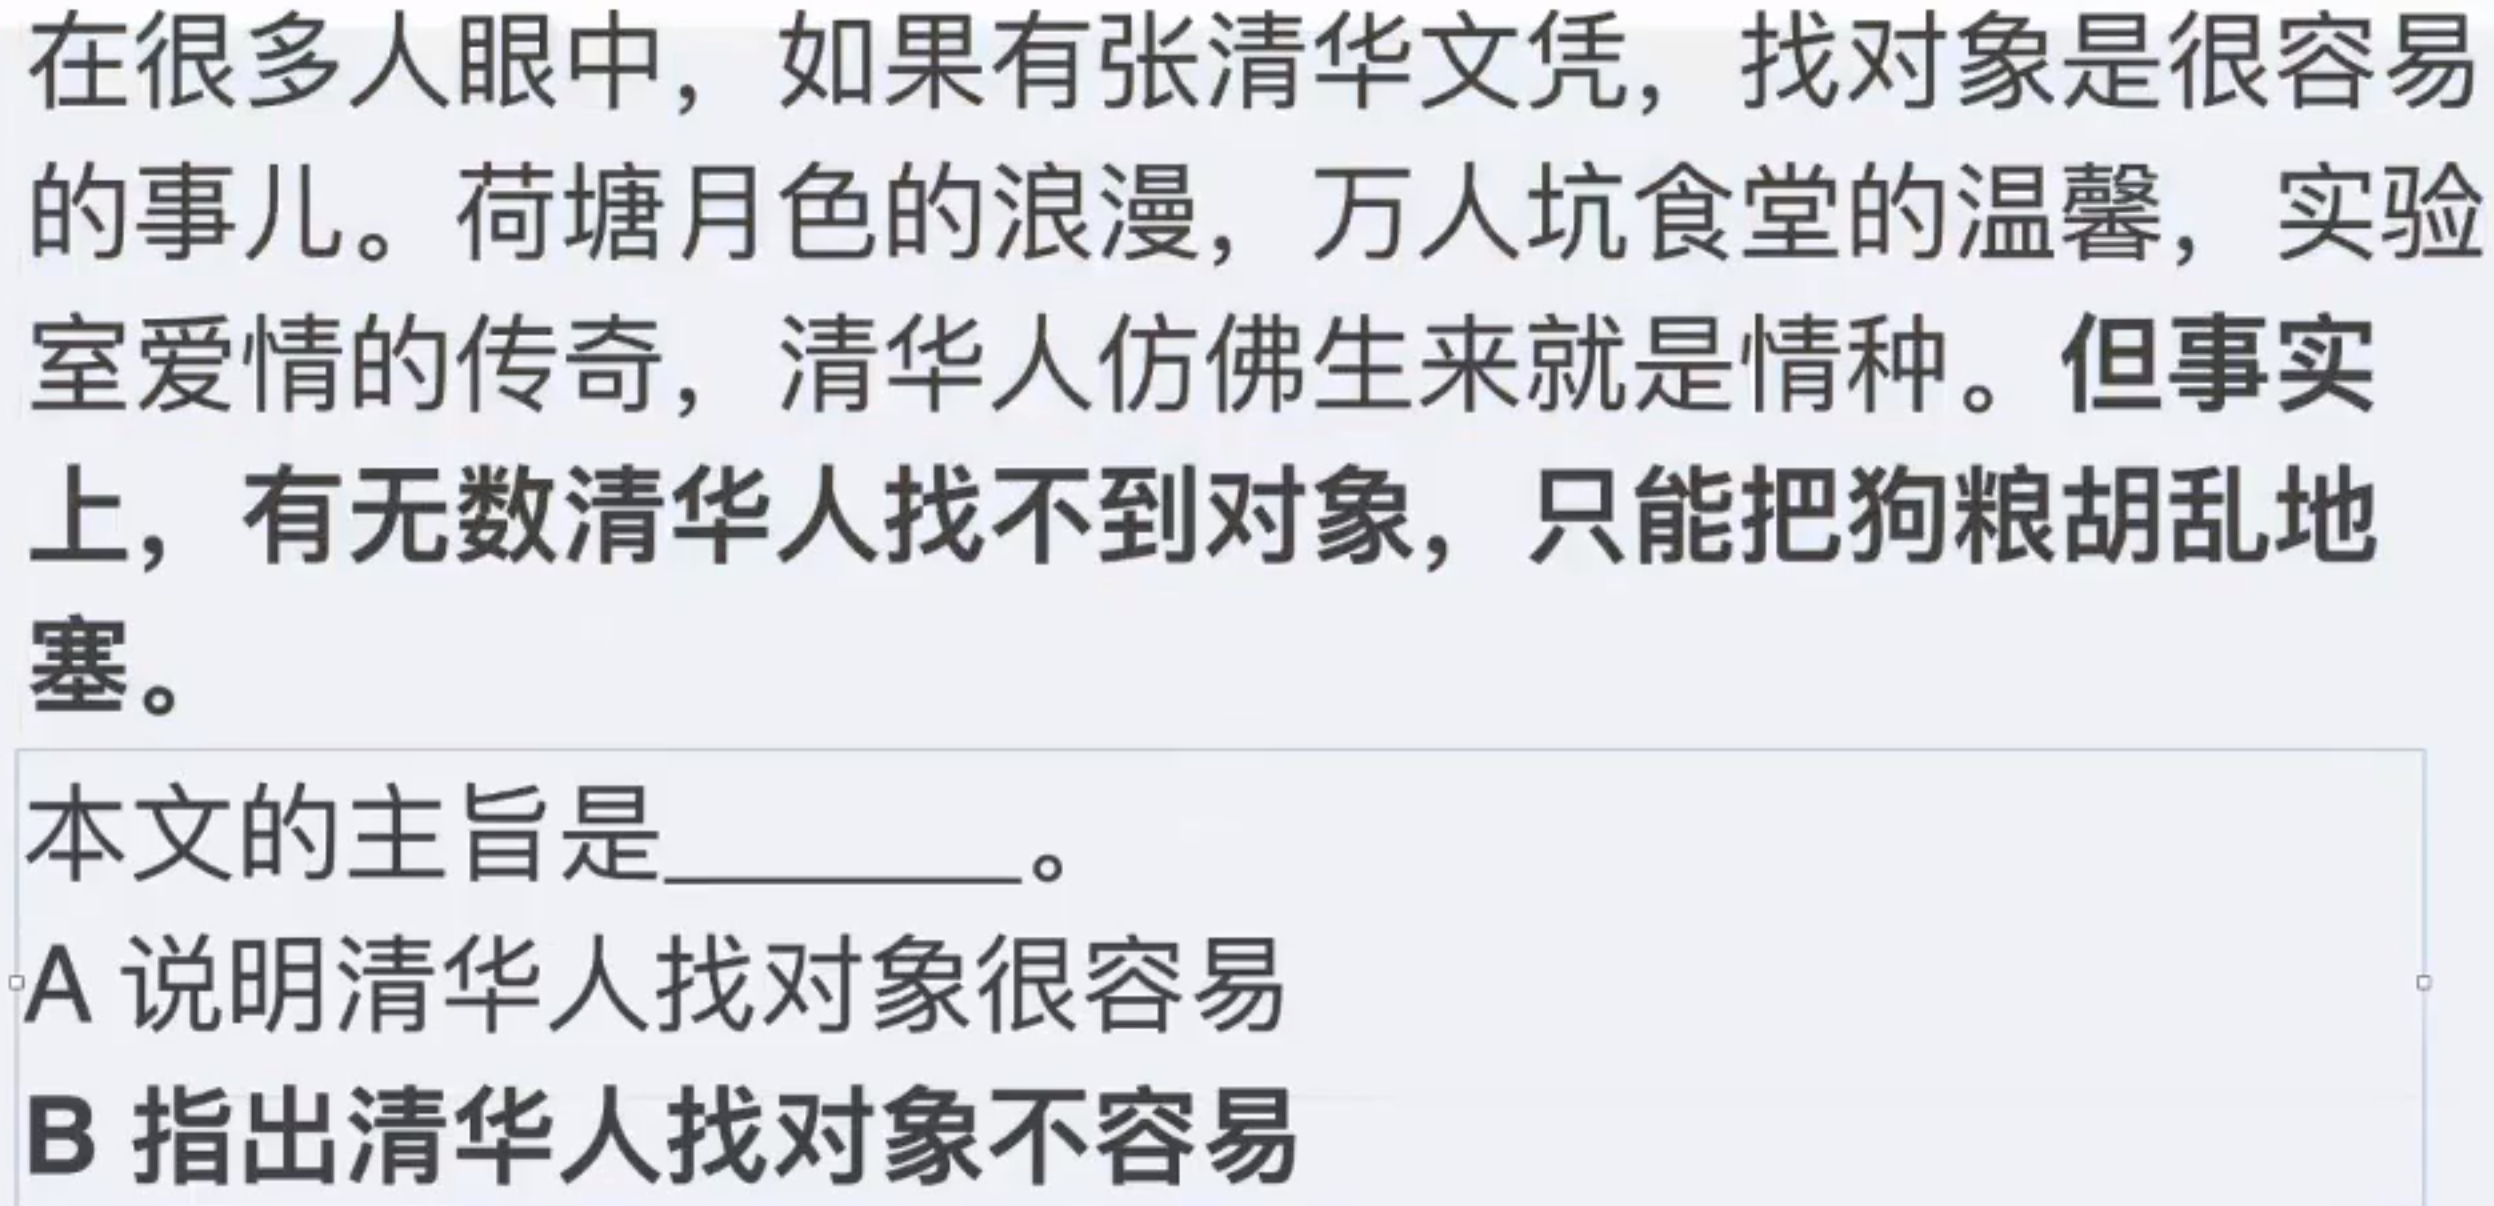 在很多人眼中，如果有张清华文凭，找对象是很容易
的事儿。荷塘月色的浪漫，万人坑食堂的温馨，实验
室爱情的传奇，清华人仿佛生来就是情种。但事实
上，有无数清华人找不到对象，只能把狗粮胡乱地
塞。
本文的主旨是________。
A 说明清华人找对象很容易
B 指出清华人找对象不容易